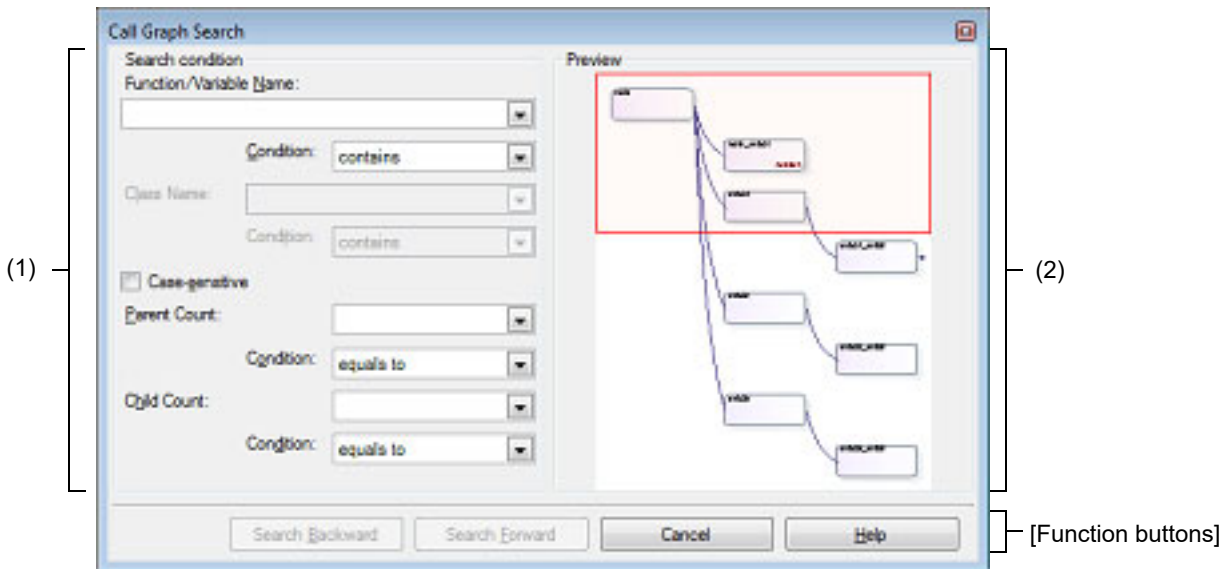 Call Graph Search
Search condition
Preview
Function/Variable Name:
Condition:
contains
Class Name:
Condition:
contains
(1)
(2)
Case-sensitive
Parent Count:
Condition:
equals to
Child Count:
Condition:
equals to
Search Backward
Search Forward
Cancel
Help
[Function buttons]